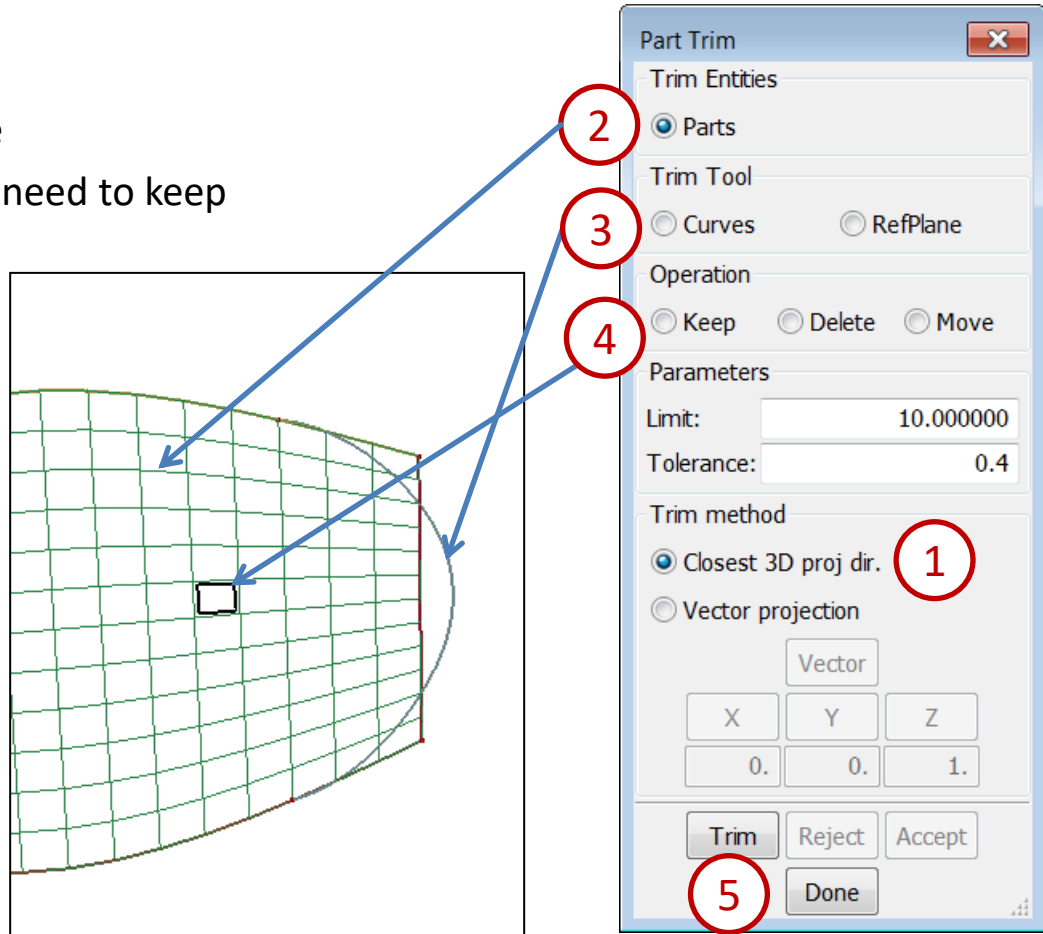 e
need to keep
Part Trim
Trim Entities
2
Parts
Trim Tool
3
Curves RefPlane
Operation
4
Keep Delete Move
Parameters
Limit: 10.000000
Tolerance: 0.4
Trim method
Closest 3D proj dir. 1
Vector projection
Vector
X Y Z
0. 0. 1.
Trim Reject Accept
5 Done